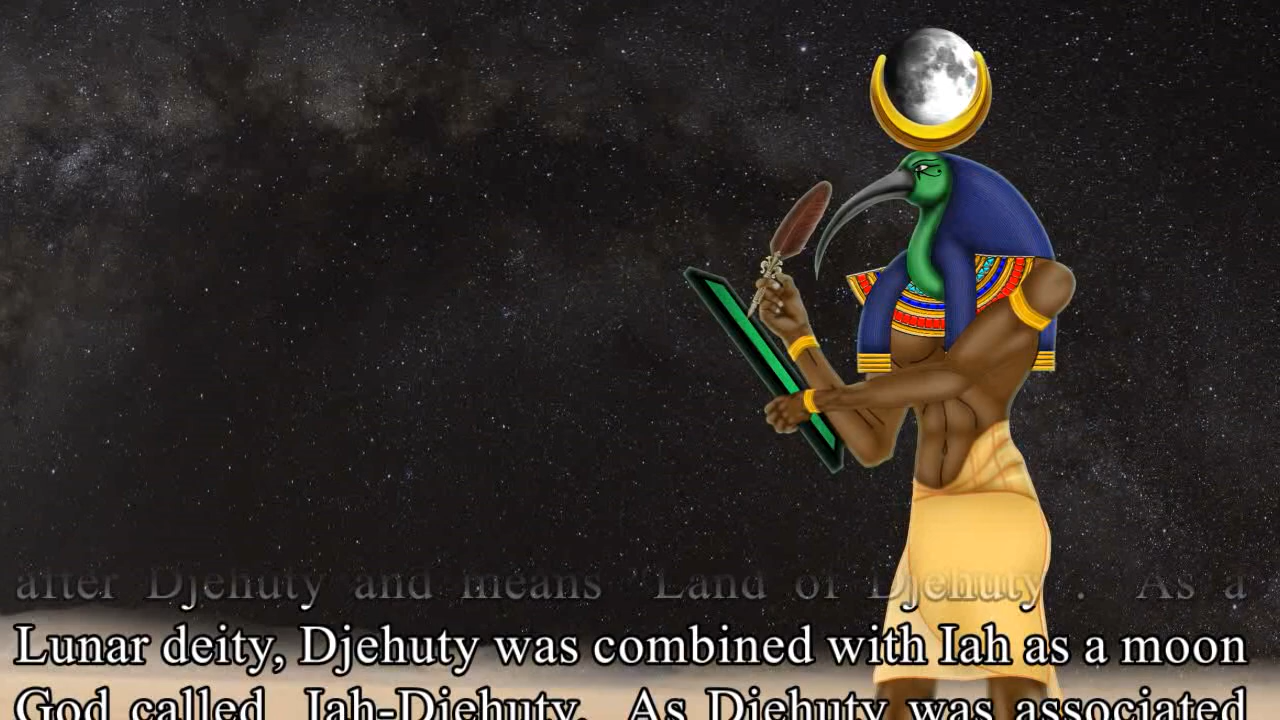 after Djehuty and means "Land of Djehuty". As a
Lunar deity, Djehuty was combined with Iah as a moon
God called Iah-Djehuty. As Djehuty was associated